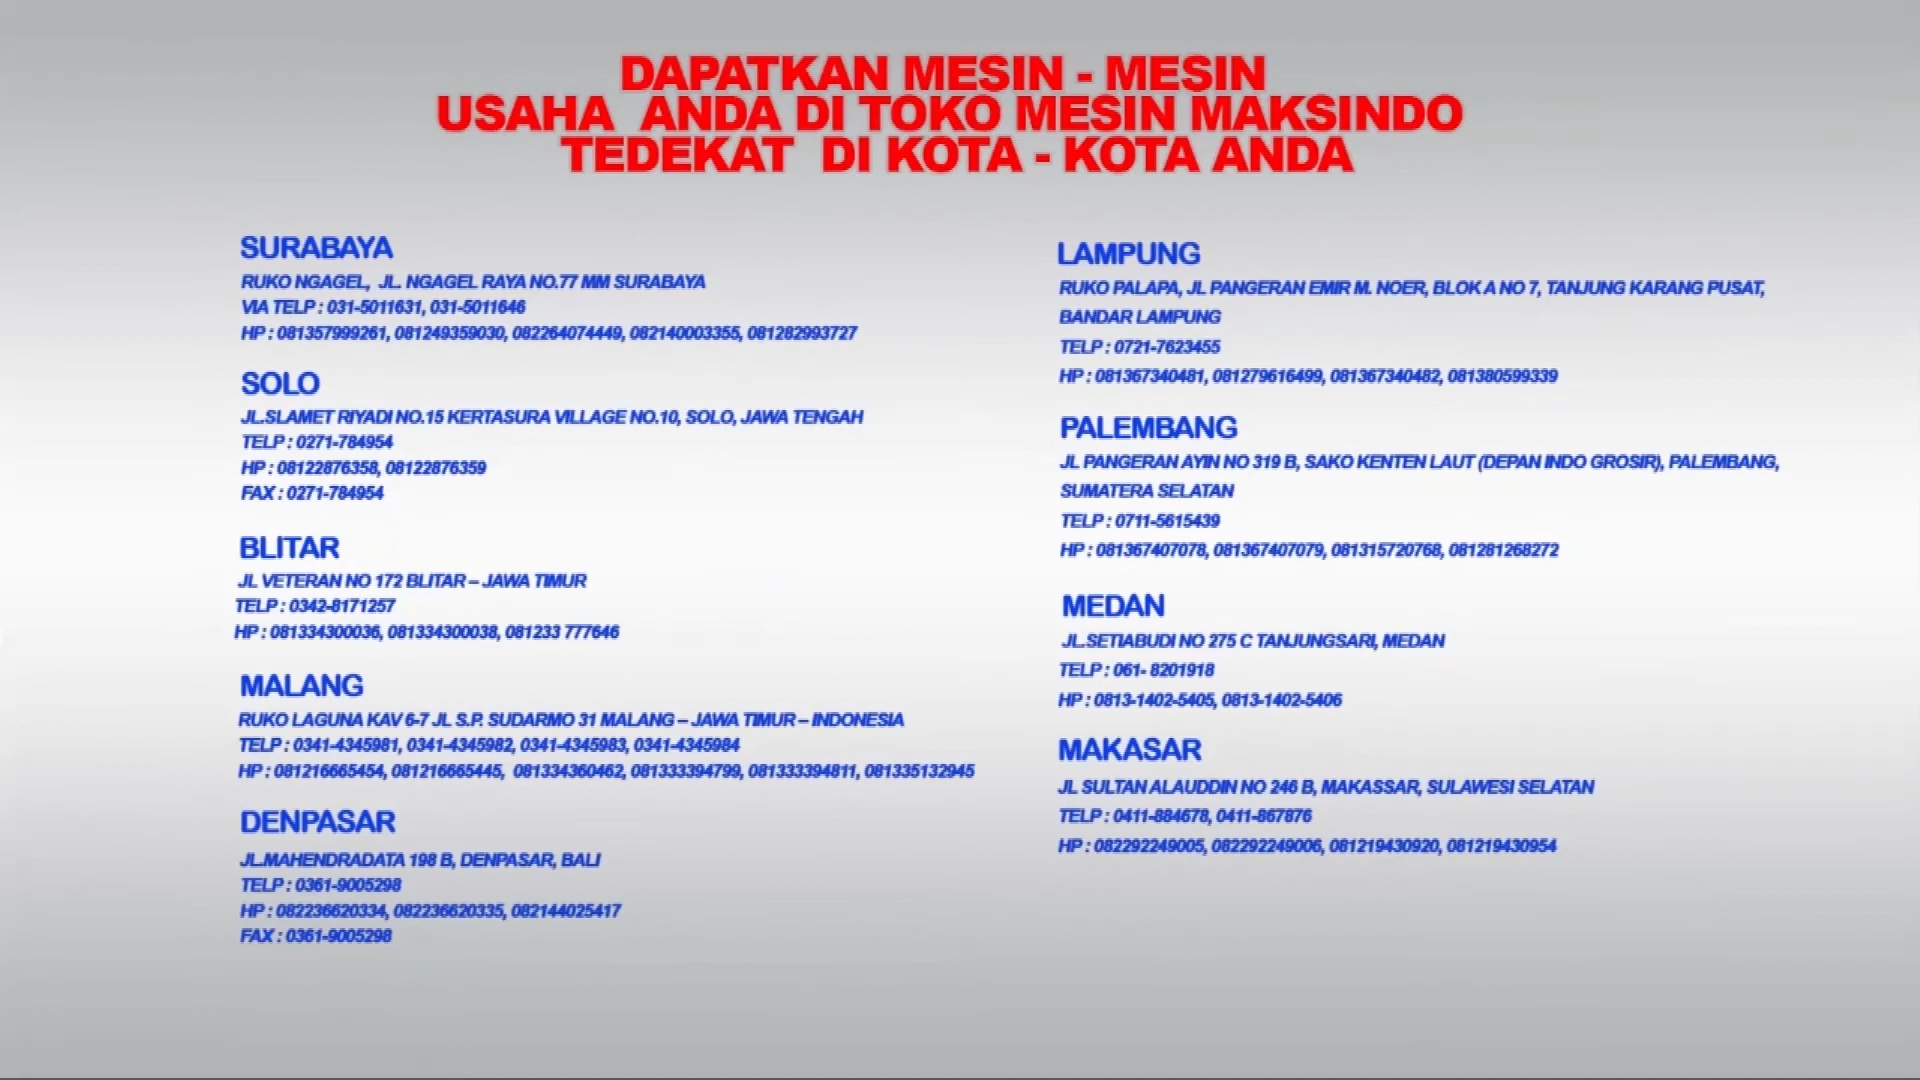 DAPATKAN MESIN - MESIN
USAHA ANDA DI TOKO MESIN MAKSINDO
TEDEKAT DI KOTA - KOTA ANDA
SURABAYA
RUKO NGAGEL, JL. NGAGEL RAYA NO.77 MM SURABAYA
VIA TELP : 031-5011631, 031-5011646
HP : 081357999261, 081249359030, 082264074449, 082140003355, 081282993727
SOLO
JL.SLAMET RIYADI NO.15 KERTASURA VILLAGE NO.10, SOLO, JAWA TENGAH
TELP : 0271-784954
HP : 08122876358, 08122876359
FAX : 0271-784954
BLITAR
JL VETERAN NO 172 BLITAR – JAWA TIMUR
TELP : 0342-8171257
HP : 081334300036, 081334300038, 081233 777646
MALANG
RUKO LAGUNA KAV 6-7 JL S.P. SUDARMO 31 MALANG – JAWA TIMUR – INDONESIA
TELP : 0341-4345981, 0341-4345982, 0341-4345983, 0341-4345984
HP : 081216665454, 081216665445, 081334360462, 081333394799, 081333394811, 081335132945
DENPASAR
JL.MAHENDRADATA 198 B, DENPASAR, BALI
TELP : 0361-9005298
HP : 082236620334, 082236620335, 082144025417
FAX : 0361-9005298
LAMPUNG
RUKO PALAPA, JL PANGERAN EMIR M. NOER, BLOK A NO 7, TANJUNG KARANG PUSAT,
BANDAR LAMPUNG
TELP : 0721-7623455
HP : 081367340481, 081279616499, 081367340482, 081380599339
PALEMBANG
JL PANGERAN AYIN NO 319 B, SAKO KENTEN LAUT (DEPAN INDO GROSIR), PALEMBANG,
SUMATERA SELATAN
TELP : 0711-5615439
HP : 081367407078, 081367407079, 081315720768, 081281268272
MEDAN
JL.SETIABUDI NO 275 C TANJUNGSARI, MEDAN
TELP : 061- 8201918
HP : 0813-1402-5405, 0813-1402-5406
MAKASAR
JL SULTAN ALAUDDIN NO 246 B, MAKASSAR, SULAWESI SELATAN
TELP : 0411-884678, 0411-867876
HP : 082292249005, 082292249006, 081219430920, 081219430954